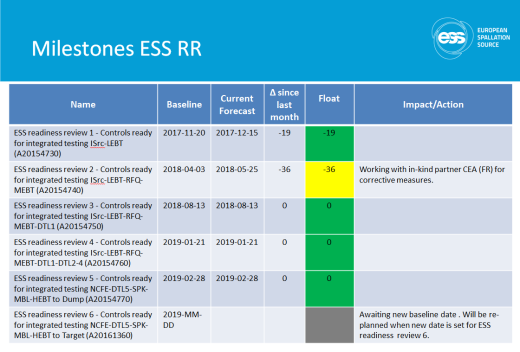 Milestones ESS RR
ess
EUROPEAN
SPALLATION
SOURCE
Name Baseline Current Forecast Δ since last month Float Impact/Action
ESS readiness review 1 - Controls ready 2017-11-20 2017-12-15 -19 -19
for integrated testing ISrc-LEBT
(A20154730)
ESS readiness review 2 - Controls ready 2018-04-03 2018-05-25 -36 -36 Working with in-kind partner CEA (FR) for
for integrated testing ISrc-LEBT-RFQ- corrective measures.
MEBT (A20154740)
ESS readiness review 3 - Controls ready 2018-08-13 2018-08-13 0 0
for integrated testing ISrc-LEBT-RFQ-
MEBT-DTL1 (A20154750)
ESS readiness review 4 - Controls ready 2019-01-21 2019-01-21 0 0
for integrated testing ISrc-LEBT-RFQ-
MEBT-DTL1-DTL2-4 (A20154760)
ESS readiness review 5 - Controls ready 2019-02-28 2019-02-28 0 0
for integrated testing NCFE-DTL5-SPK-
MBL-HEBT to Dump (A20154770)
ESS readiness review 6 - Controls ready 2019-MM- Awaiting new baseline date . Will be re-
for integrated testing NCFE-DTL5-SPK- DD planned when new date is set for ESS
MBL-HEBT to Target (A20161360) readiness review 6.